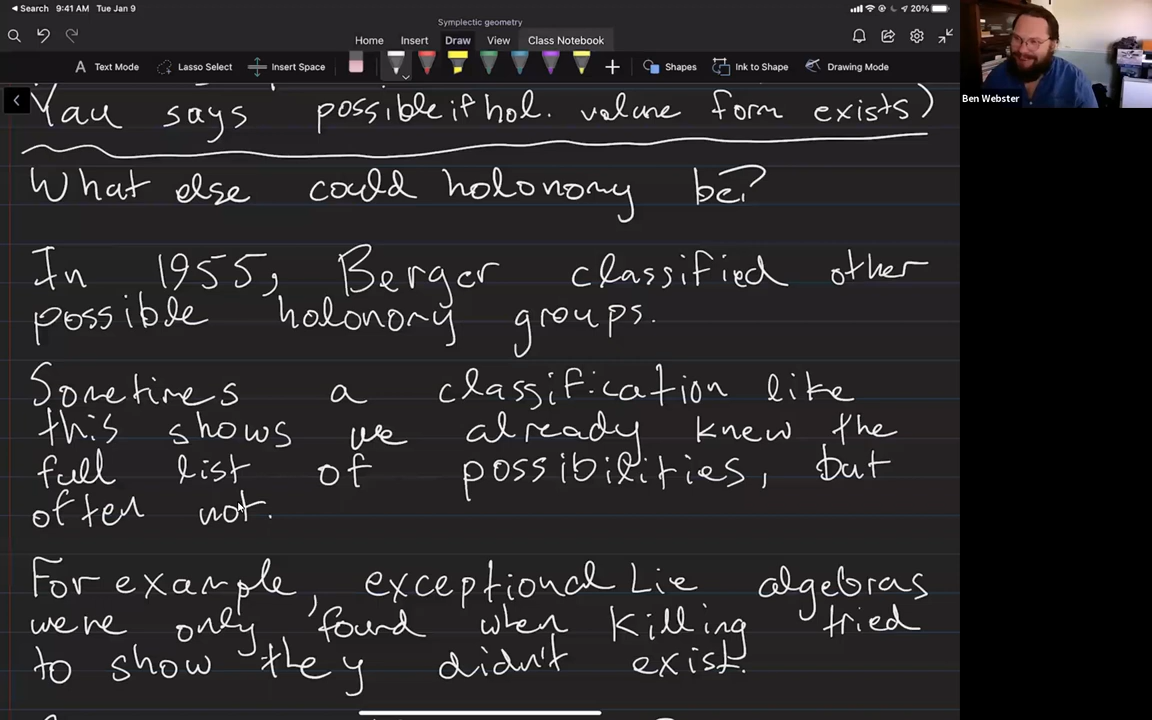 Search 9:41 AM Tue Jan 9
Symplectic geometry
20%
Home Insert Draw View Class Notebook
Text Mode Lasso Select Insert Space Shapes Ink to Shape Drawing Mode
Ben Webster
Yau says possible if hol. volume form exists)
What else could holonomy be?
In 1955, Berger classified other
possible holonomy groups.
Sometimes a classification like
this shows we already knew the
full list of possibilities, but
often not.
For example, exceptional Lie algebras
were only found when Killing tried
to show they didn't exist.